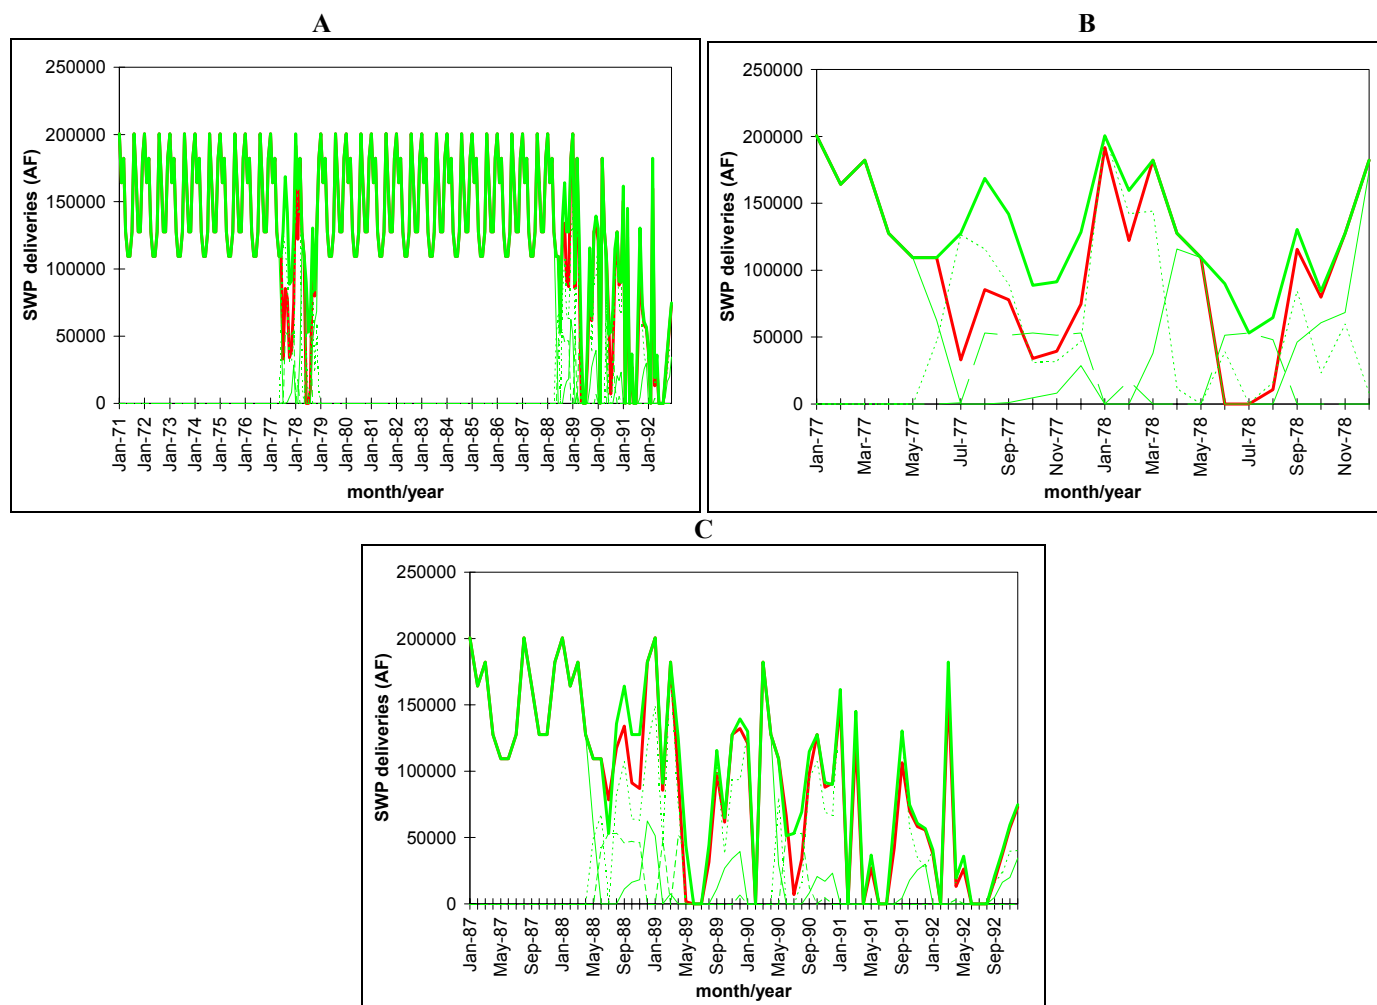 A
SWP deliveries (AF)
250000
200000
150000
100000
50000
0
Jan-71
Jan-72
Jan-73
Jan-74
Jan-75
Jan-76
Jan-77
Jan-78
Jan-79
Jan-80
Jan-81
Jan-82
Jan-83
Jan-84
Jan-85
Jan-86
Jan-87
Jan-88
Jan-89
Jan-90
Jan-91
Jan-92
month/year
B
SWP deliveries (AF)
250000
200000
150000
100000
50000
0
Jan-77
Mar-77
May-77
Jul-77
Sep-77
Nov-77
Jan-78
Mar-78
May-78
Jul-78
Sep-78
Nov-78
month/year
C
SWP deliveries (AF)
250000
200000
150000
100000
50000
0
Jan-87
May-87
Sep-87
Jan-88
May-88
Sep-88
Jan-89
May-89
Sep-89
Jan-90
May-90
Sep-90
Jan-91
May-91
Sep-91
Jan-92
May-92
Sep-92
month/year